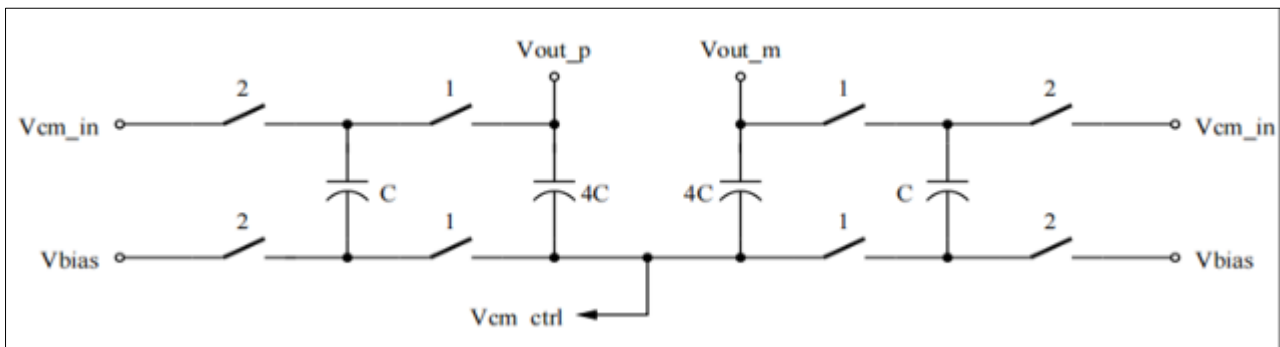 Vout_p Vout_m
2 1 1 2
Vcm_in Vcm_in
C 4C 4C C
2 1 1 2
Vbias Vbias
Vcm ctrl